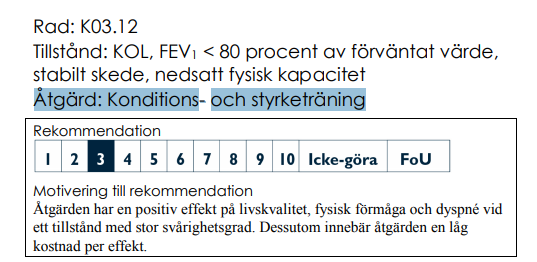 Rad: K03.12
Tillstånd: KOL, FEV₁ < 80 procent av förväntat värde,
stabilt skede, nedsatt fysisk kapacitet
Åtgärd: Konditions- och styrketräning
Rekommendation
1 2 3 4 5 6 7 8 9 10 Icke-göra FoU
Motivering till rekommendation
Åtgärden har en positiv effekt på livskvalitet, fysisk förmåga och dyspné vid
ett tillstånd med stor svårighetsgrad. Dessutom innebär åtgärden en låg
kostnad per effekt.